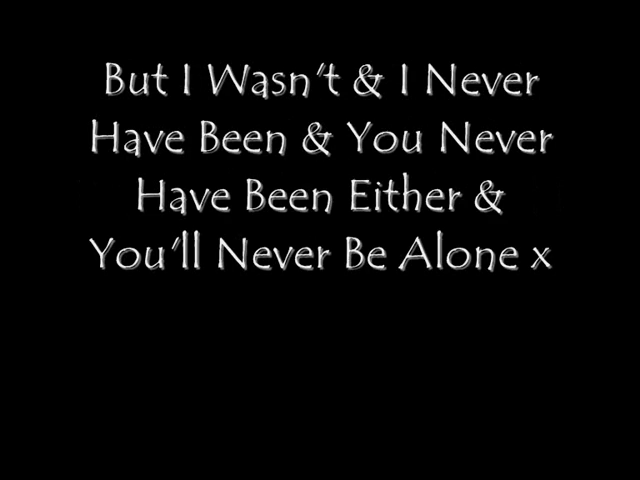 But I Wasn't & I Never
Have Been & You Never
Have Been Either &
You'll Never Be Alone x